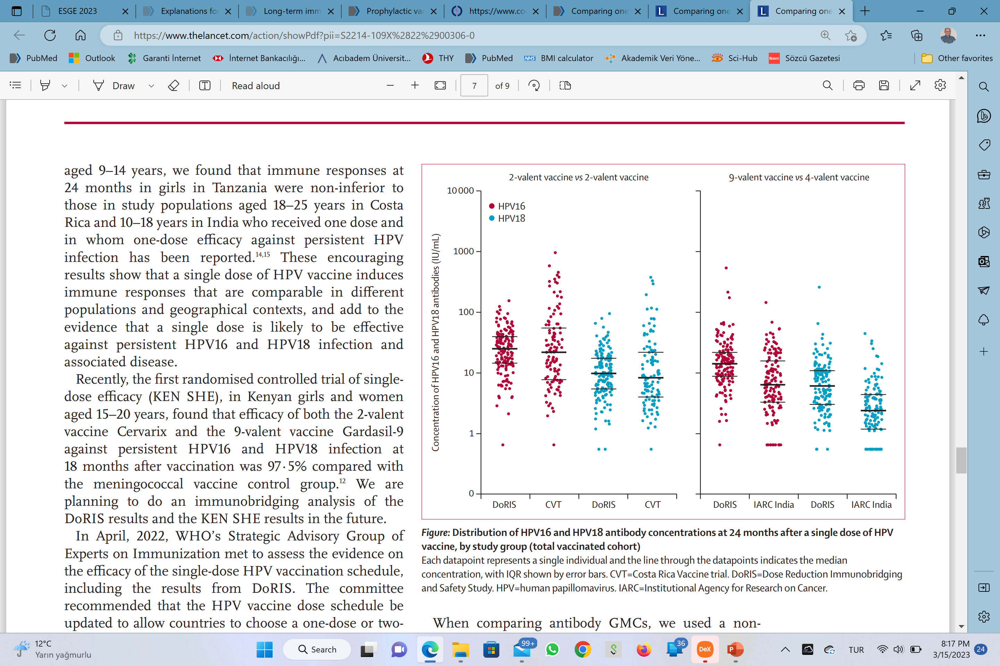 ESGE 2023
Explanations fo
Long-term imm
Prophylactic vac
https://www.co
Comparing one
Comparing one
Comparing one
https://www.thelancet.com/action/showPdf?pii=S2214-109X%2822%2900306-0
PubMed
Outlook
Garanti İnternet
İnternet Bankacılığı...
Acıbadem Üniversit...
THY
PubMed
NHS
BMI calculator
Akademik Veri Yöne...
Sci-Hub
Sözcü Gazetesi
Other favorites
Draw
Read aloud
7 of 9
aged 9–14 years, we found that immune responses at
24 months in girls in Tanzania were non-inferior to
those in study populations aged 18–25 years in Costa
Rica and 10–18 years in India who received one dose and
in whom one-dose efficacy against persistent HPV
infection has been reported.14,15 These encouraging
results show that a single dose of HPV vaccine induces
immune responses that are comparable in different
populations and geographical contexts, and add to the
evidence that a single dose is likely to be effective
against persistent HPV16 and HPV18 infection and
associated disease.
Recently, the first randomised controlled trial of single-
dose efficacy (KEN SHE), in Kenyan girls and women
aged 15–20 years, found that efficacy of both the 2-valent
vaccine Cervarix and the 9-valent vaccine Gardasil-9
against persistent HPV16 and HPV18 infection at
18 months after vaccination was 97·5% compared with
the meningococcal vaccine control group.12 We are
planning to do an immunobridging analysis of the
DoRIS results and the KEN SHE results in the future.
In April, 2022, WHO's Strategic Advisory Group of
Experts on Immunization met to assess the evidence on
the efficacy of the single-dose HPV vaccination schedule,
including the results from DoRIS. The committee
recommended that the HPV vaccine dose schedule be
updated to allow countries to choose a one-dose or two-
2-valent vaccine vs 2-valent vaccine
9-valent vaccine vs 4-valent vaccine
Concentration of HPV16 and HPV18 antibodies (IU/mL)
10 000
1000
100
10
1
0
HPV16
HPV18
DoRIS
CVT
DoRIS
CVT
DoRIS
IARC India
DoRIS
IARC India
Figure: Distribution of HPV16 and HPV18 antibody concentrations at 24 months after a single dose of HPV
vaccine, by study group (total vaccinated cohort)
Each datapoint represents a single individual and the line through the datapoints indicates the median
concentration, with IQR shown by error bars. CVT=Costa Rica Vaccine trial. DoRIS=Dose Reduction Immunobridging
and Safety Study. HPV=human papillomavirus. IARC=Institutional Agency for Research on Cancer.
When comparing antibody GMCs, we used a non-
12°C
Yarın yağmurlu
Search
99+
36
DeX
TUR
8:17 PM
3/15/2023
24